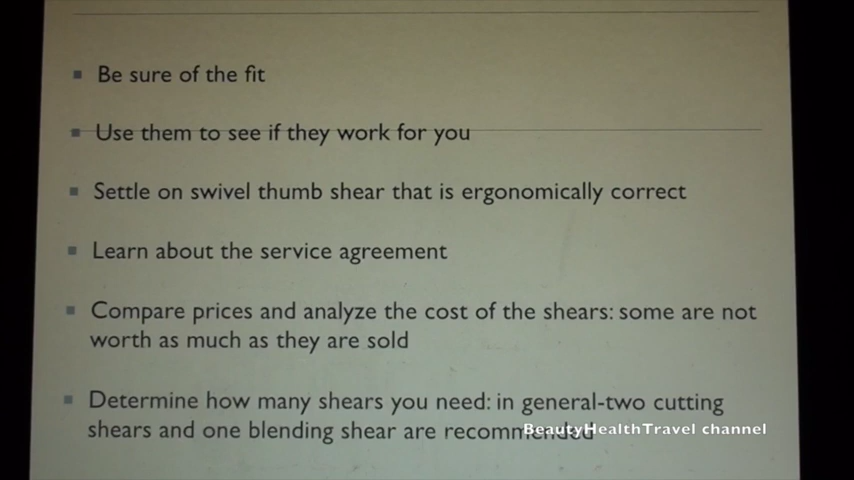 Be sure of the fit
Use them to see if they work for you
Settle on swivel thumb shear that is ergonomically correct
Learn about the service agreement
Compare prices and analyze the cost of the shears: some are not
worth as much as they are sold
Determine how many shears you need: in general-two cutting
shears and one blending shear are recommended
BeautyHealthTravel channel